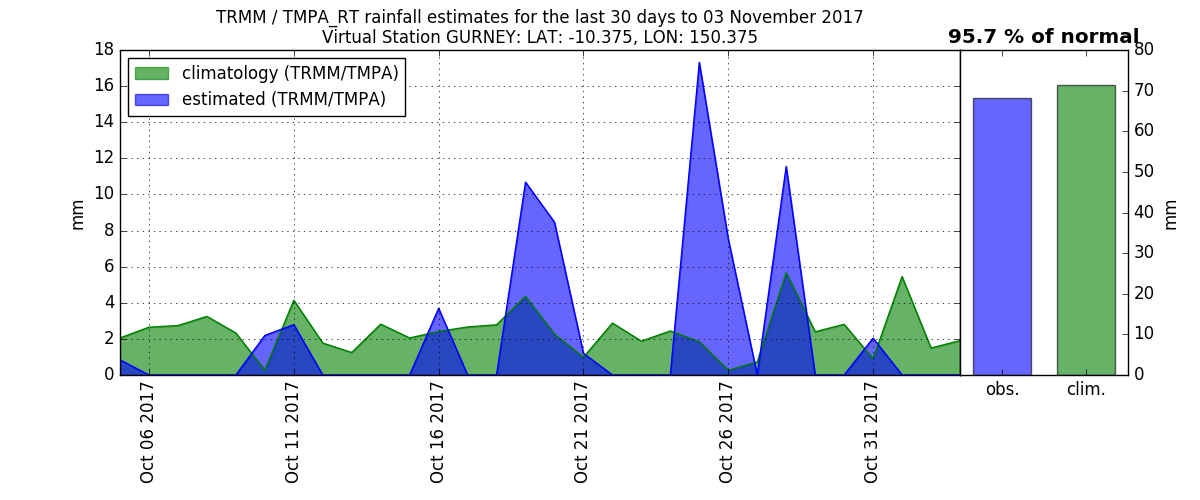 TRMM / TMPA_RT rainfall estimates for the last 30 days to 03 November 2017
Virtual Station GURNEY: LAT: -10.375, LON: 150.375
95.7 % of normal
climatology (TRMM/TMPA)
estimated (TRMM/TMPA)
18
16
14
12
10
8
6
4
2
0
mm
Oct 06 2017
Oct 11 2017
Oct 16 2017
Oct 21 2017
Oct 26 2017
Oct 31 2017
80
70
60
50
40
30
20
10
0
mm
obs.
clim.